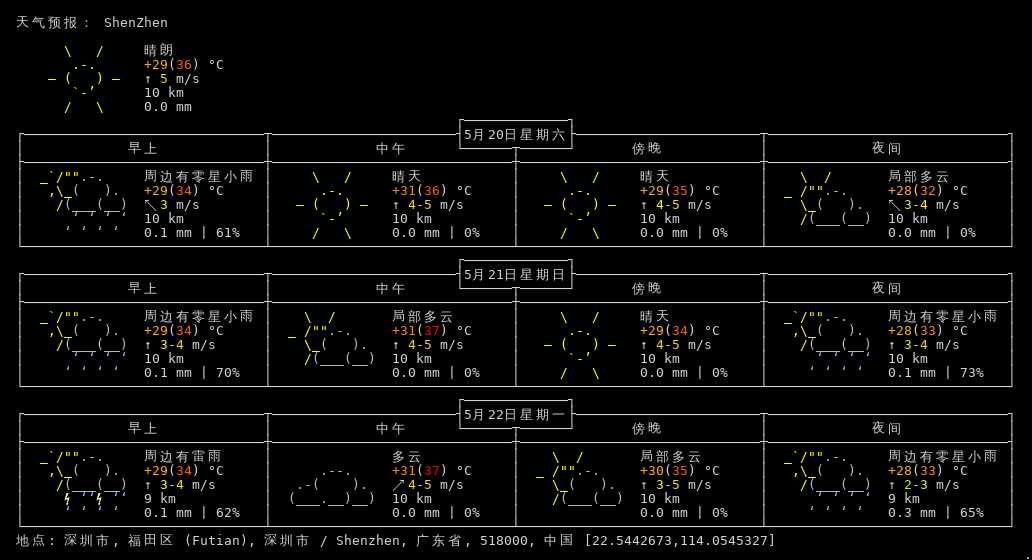 天气预报: ShenZhen
晴朗
+29(36) °C
↑ 5 m/s
10 km
0.0 mm
5月20日星期六
早上 中午 傍晚 夜间
周边有零星小雨 晴天 晴天 局部多云
+29(34) °C +31(36) °C +29(35) °C +28(32) °C
↖ 3 m/s ↑ 4-5 m/s ↑ 4-5 m/s ↖ 3-4 m/s
10 km 10 km 10 km 10 km
0.1 mm | 61% 0.0 mm | 0% 0.0 mm | 0% 0.0 mm | 0%
5月21日星期日
早上 中午 傍晚 夜间
周边有零星小雨 局部多云 晴天 周边有零星小雨
+29(34) °C +31(37) °C +29(34) °C +28(33) °C
↑ 3-4 m/s ↑ 4-5 m/s ↑ 4-5 m/s ↑ 3-4 m/s
10 km 10 km 10 km 10 km
0.1 mm | 70% 0.0 mm | 0% 0.0 mm | 0% 0.1 mm | 73%
5月22日星期一
早上 中午 傍晚 夜间
周边有雷雨 多云 局部多云 周边有零星小雨
+29(34) °C +31(37) °C +30(35) °C +28(33) °C
↑ 3-4 m/s ↗ 4-5 m/s ↑ 3-5 m/s ↑ 2-3 m/s
9 km 10 km 10 km 9 km
0.1 mm | 62% 0.0 mm | 0% 0.0 mm | 0% 0.3 mm | 65%
地点: 深圳市, 福田区 (Futian), 深圳市 / Shenzhen, 广东省, 518000, 中国 [22.5442673,114.0545327]